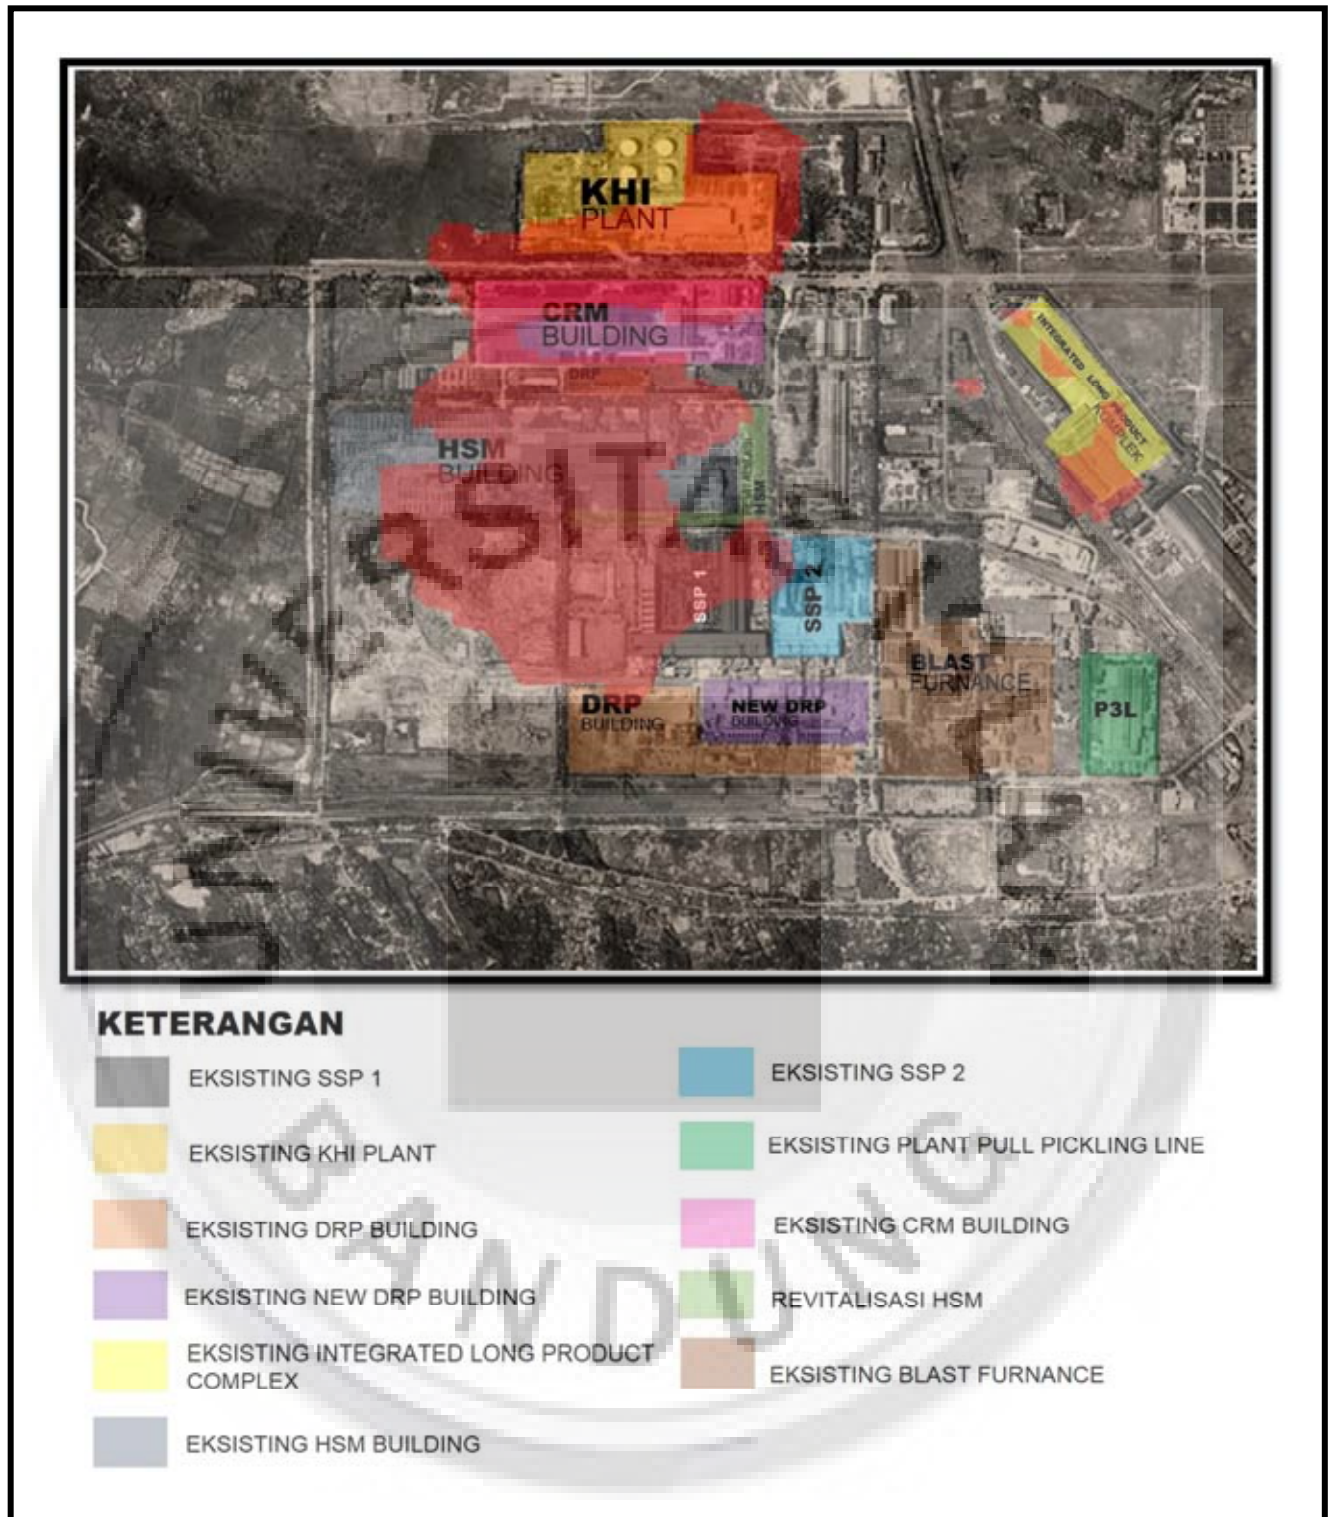 KHI
PLANT
CRM
BUILDING
DRP
HSM
BUILDING
HSM
INTEGRATED LONG PRODUCT
KOMPLEK
SSP 1
SSP 2
BLAST
FURNANCE
DRP
BUILDING
NEW DRP
BUILDING
P3L
UNIVERSITAS
BANDUNG
KETERANGAN
EKSISTING SSP 1
EKSISTING SSP 2
EKSISTING KHI PLANT
EKSISTING PLANT PULL PICKLING LINE
EKSISTING DRP BUILDING
EKSISTING CRM BUILDING
EKSISTING NEW DRP BUILDING
REVITALISASI HSM
EKSISTING INTEGRATED LONG PRODUCT
COMPLEX
EKSISTING BLAST FURNANCE
EKSISTING HSM BUILDING